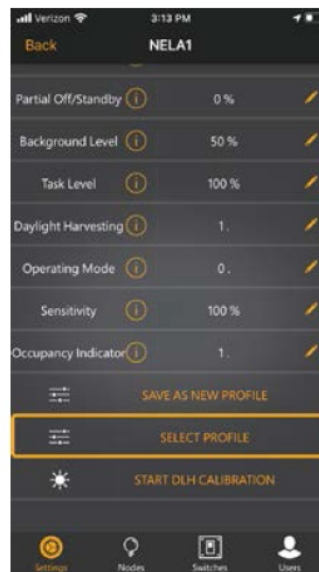 Verizon 3:13 PM
Back NELA1
Partial Off/Standby i 0 %
Background Level i 50 %
Task Level i 100 %
Daylight Harvesting i 1.
Operating Mode i 0.
Sensitivity i 100 %
Occupancy Indicator i 1.
SAVE AS NEW PROFILE
SELECT PROFILE
START DLH CALIBRATION
Settings Nodes Switches Users